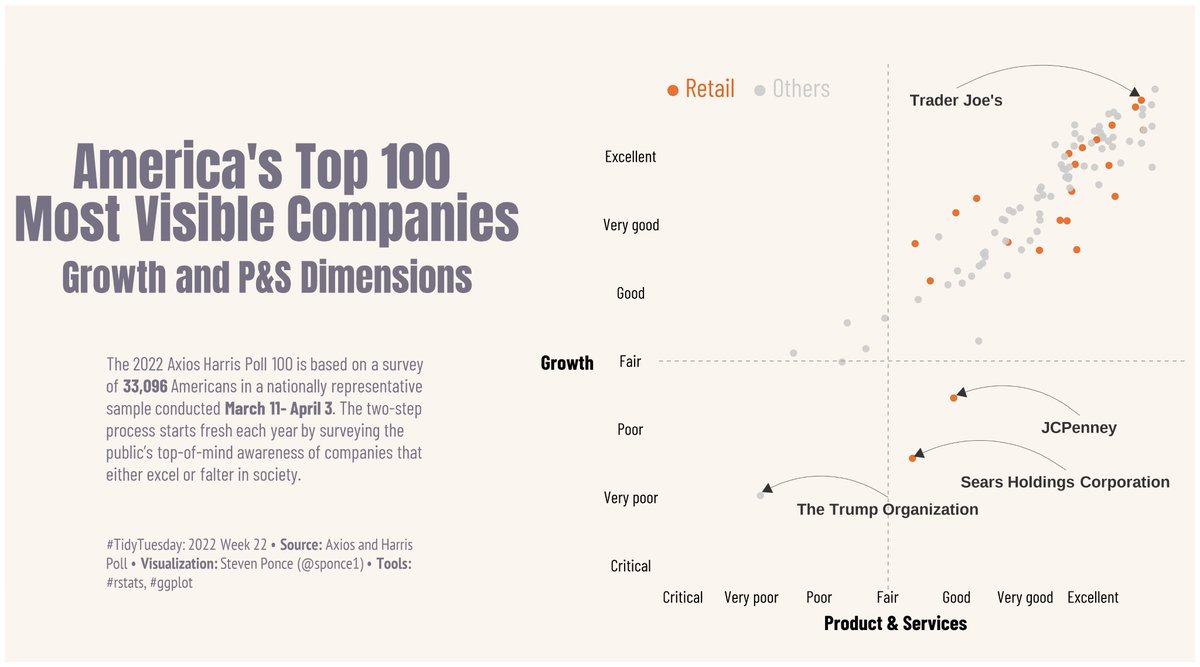 America's Top 100
Most Visible Companies
Growth and P&S Dimensions
The 2022 Axios Harris Poll 100 is based on a survey
of 33,096 Americans in a nationally representative
sample conducted March 11- April 3. The two-step
process starts fresh each year by surveying the
public’s top-of-mind awareness of companies that
either excel or falter in society.
#TidyTuesday: 2022 Week 22 • Source: Axios and Harris
Poll • Visualization: Steven Ponce (@sponce1) • Tools:
#rstats, #ggplot
Retail Others
Trader Joe's
Excellent
Very good
Good
Growth Fair
Poor
JCPenney
Sears Holdings Corporation
Very poor
The Trump Organization
Critical
Critical Very poor Poor Fair Good Very good Excellent
Product & Services